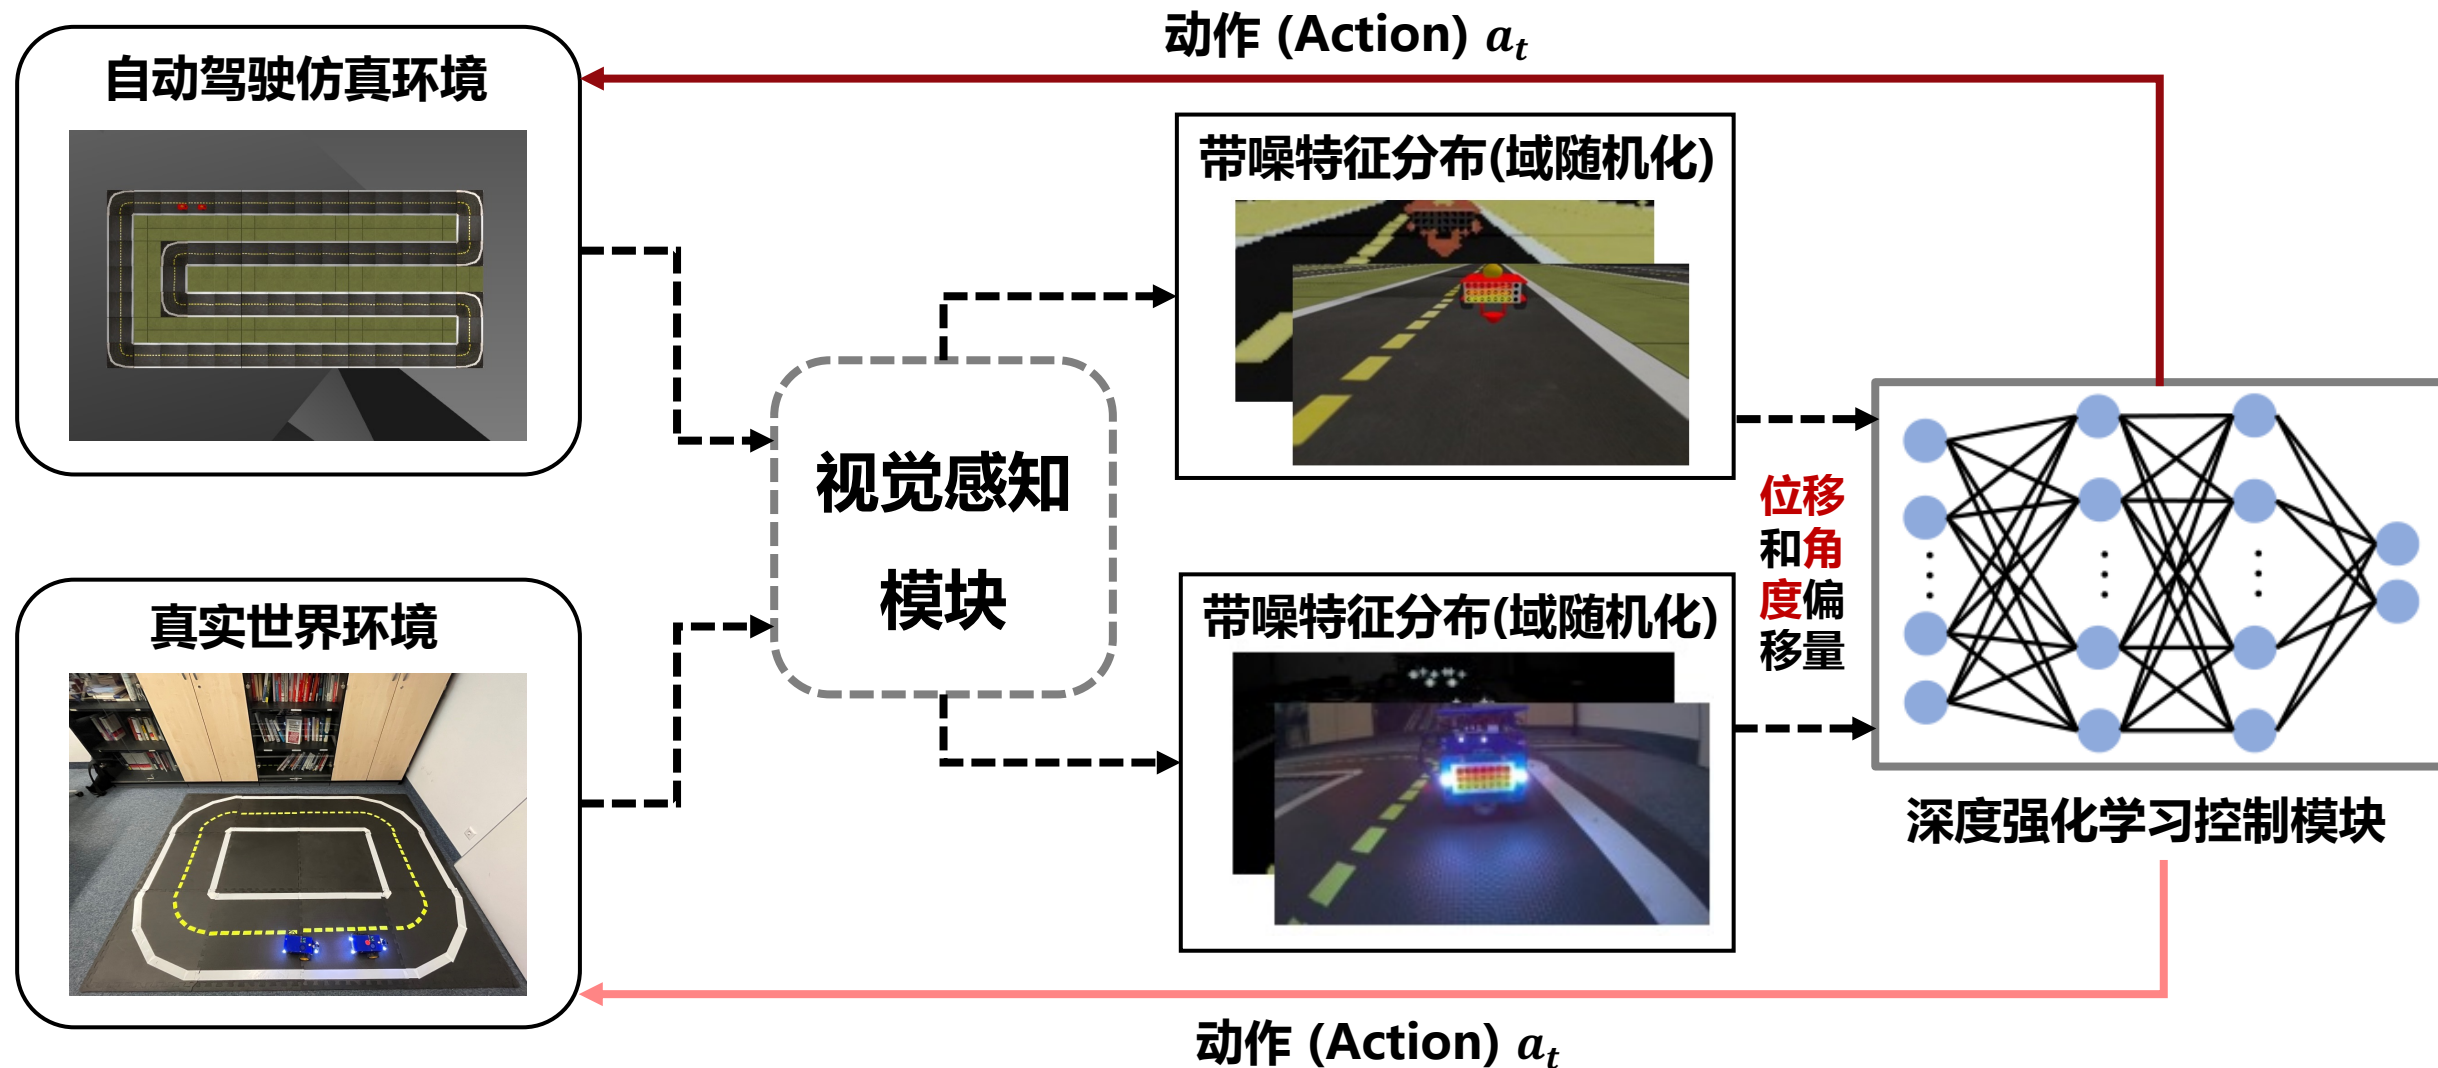 动作 (Action) a_t
自动驾驶仿真环境
带噪特征分布(域随机化)
视觉感知
模块
位移
和角
度偏
移量
真实世界环境
带噪特征分布(域随机化)
深度强化学习控制模块
动作 (Action) a_t